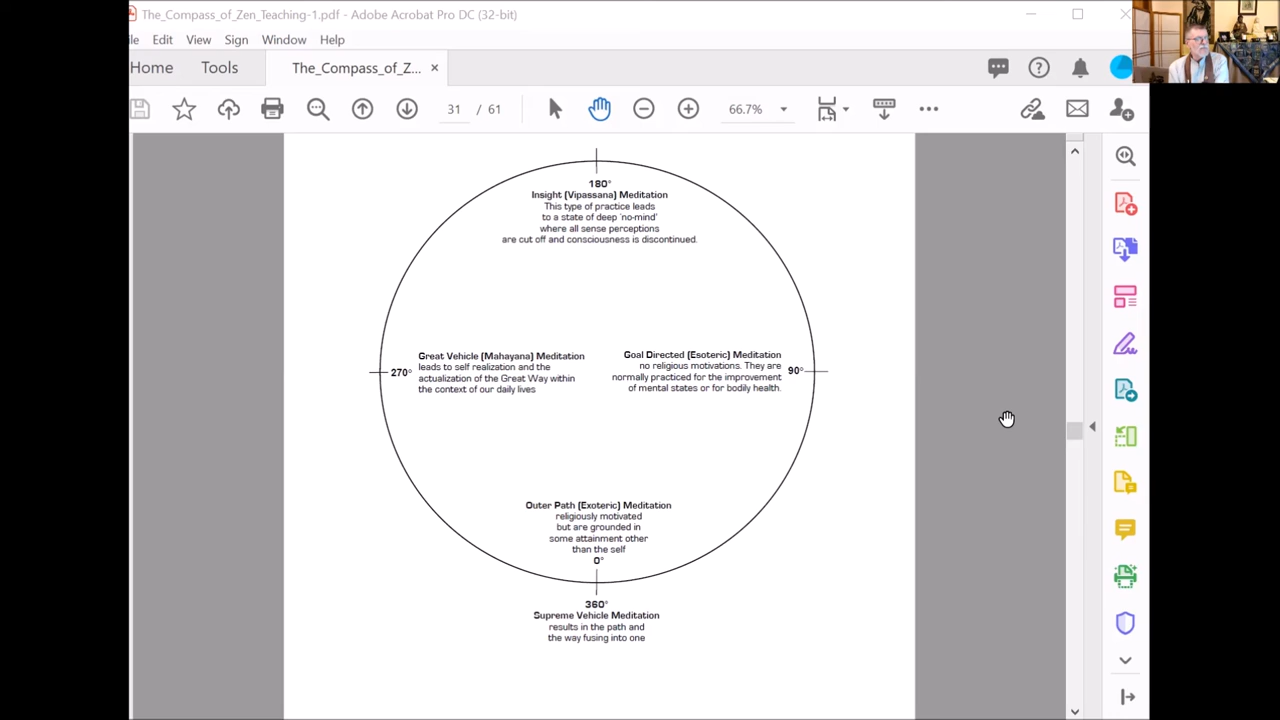 The_Compass_of_Zen_Teaching-1.pdf - Adobe Acrobat Pro DC (32-bit)
ile Edit View Sign Window Help
Home Tools The_Compass_of_Z... ×
31 / 61 66.7%
180°
Insight (Vipassana) Meditation
This type of practice leads
to a state of deep 'no-mind'
where all sense perceptions
are cut off and consciousness is discontinued.
270°
Great Vehicle (Mahayana) Meditation
leads to self realization and the
actualization of the Great Way within
the context of our daily lives
Goal Directed (Esoteric) Meditation
no religious motivations. They are
normally practiced for the improvement
of mental states or for bodily health.
90°
Outer Path (Exoteric) Meditation
religiously motivated
but are grounded in
some attainment other
than the self
0°
360°
Supreme Vehicle Meditation
results in the path and
the way fusing into one